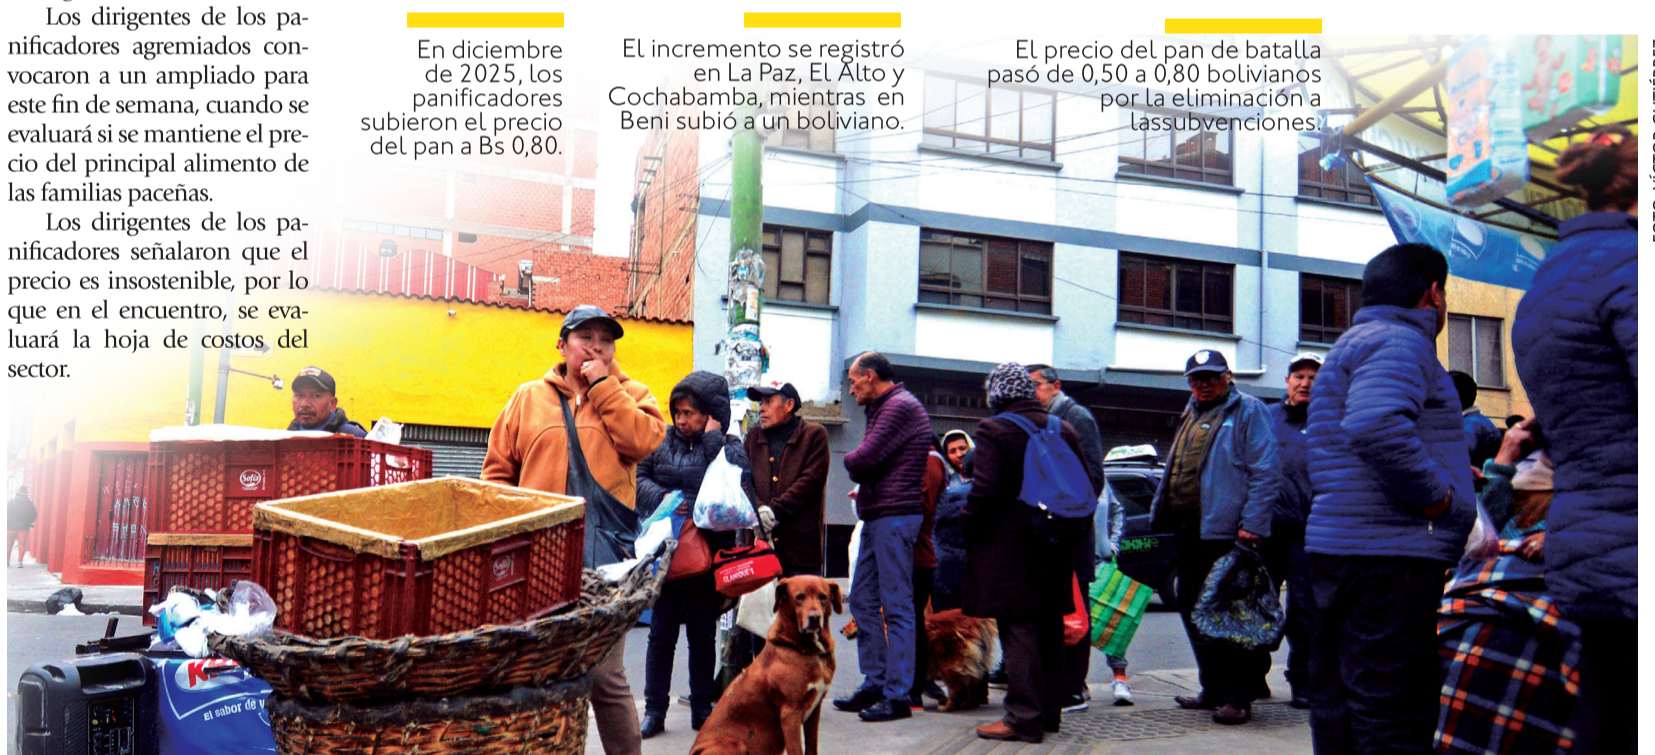 Los dirigentes de los pa-
nificadores agremiados con-
vocaron a un ampliado para
este fin de semana, cuando se
evaluará si se mantiene el pre-
cio del principal alimento de
las familias paceñas.
Los dirigentes de los pa-
nificadores señalaron que el
precio es insostenible, por lo
que en el encuentro, se eva-
luará la hoja de costos del
sector.
En diciembre
de 2025, los
panificadores
subieron el precio
del pan a Bs 0,80.
El incremento se registró
en La Paz, El Alto y
Cochabamba, mientras en
Beni subió a un boliviano.
El precio del pan de batalla
pasó de 0,50 a 0,80 bolivianos
por la eliminación a
lassubvenciones.
Sofía
Sofía
El sabor de